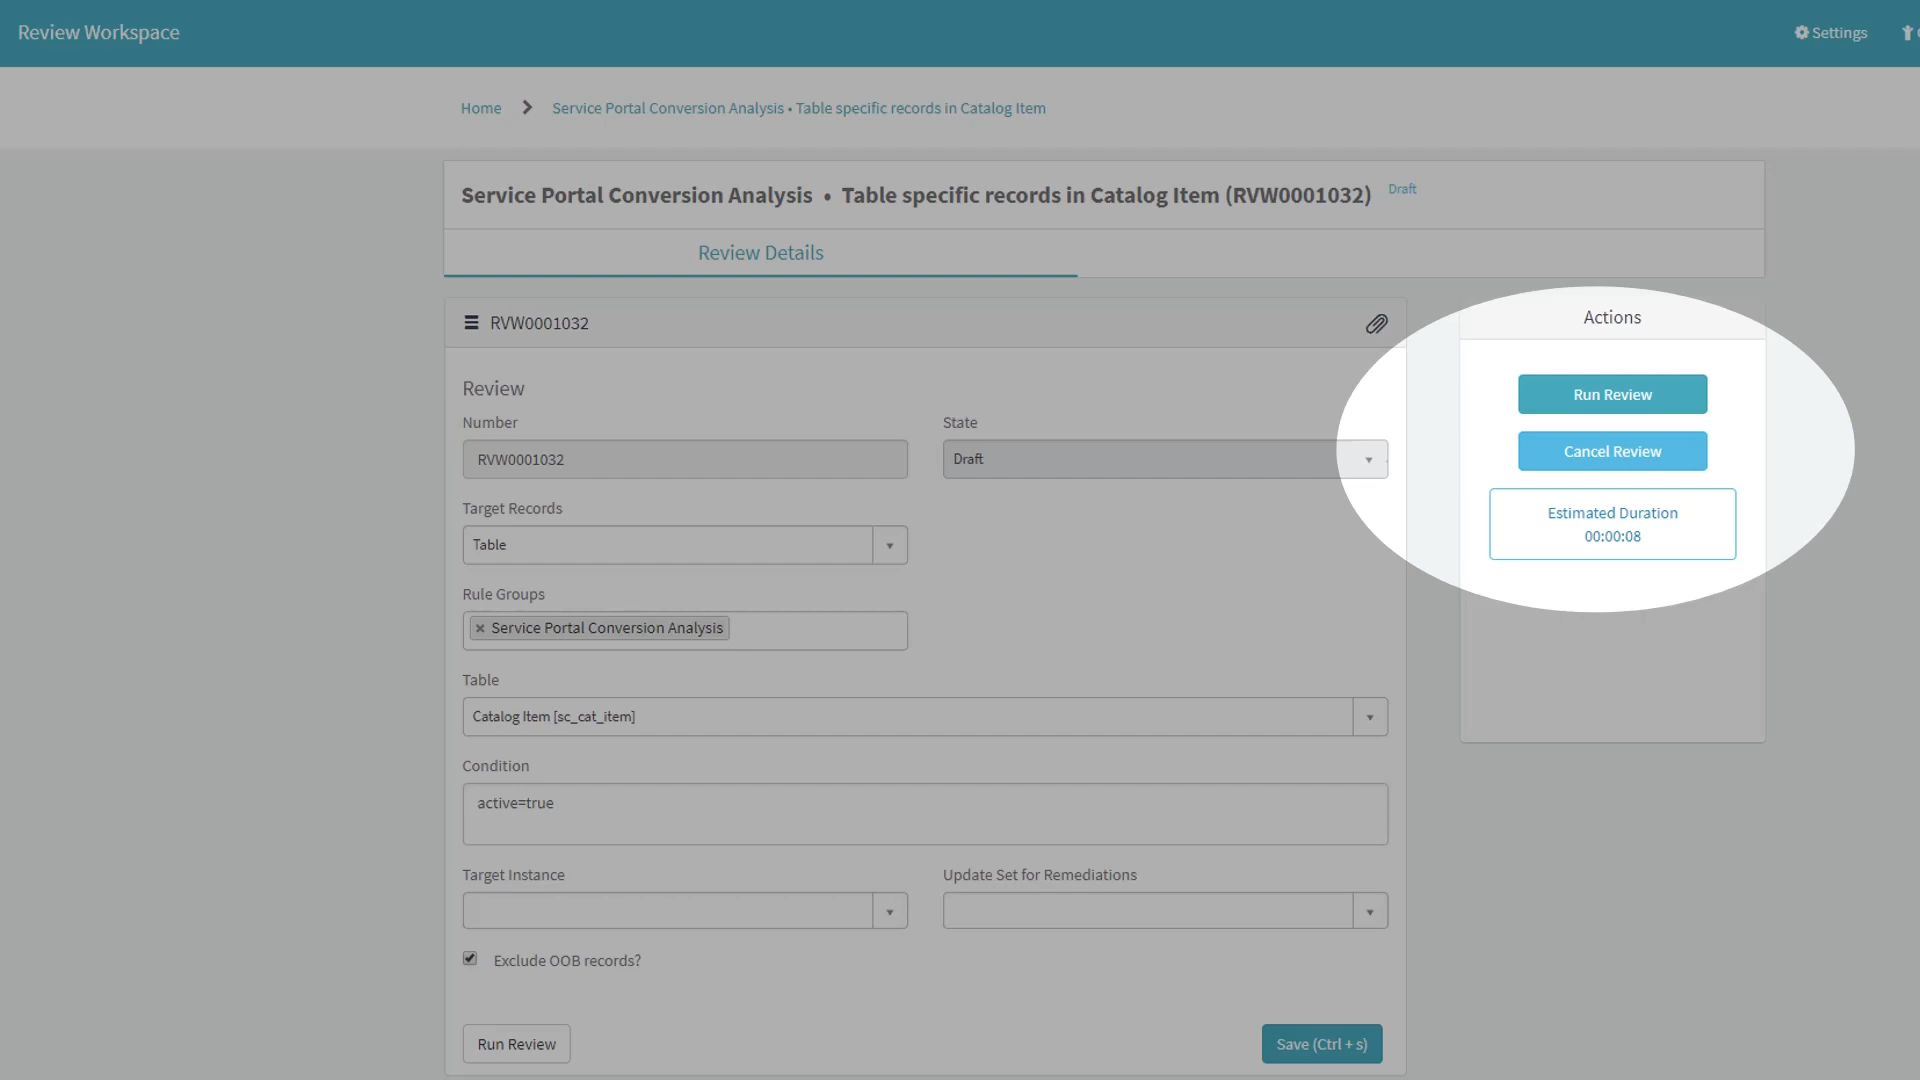 Review Workspace
Settings
Home
Service Portal Conversion Analysis • Table specific records in Catalog Item
Service Portal Conversion Analysis • Table specific records in Catalog Item (RVW0001032)
Draft
Review Details
RVW0001032
Actions
Run Review
Cancel Review
Estimated Duration
00:00:08
Review
Number
State
RVW0001032
Draft
Target Records
Table
Rule Groups
× Service Portal Conversion Analysis
Table
Catalog Item [sc_cat_item]
Condition
active=true
Target Instance
Update Set for Remediations
Exclude OOB records?
Run Review
Save (Ctrl + s)